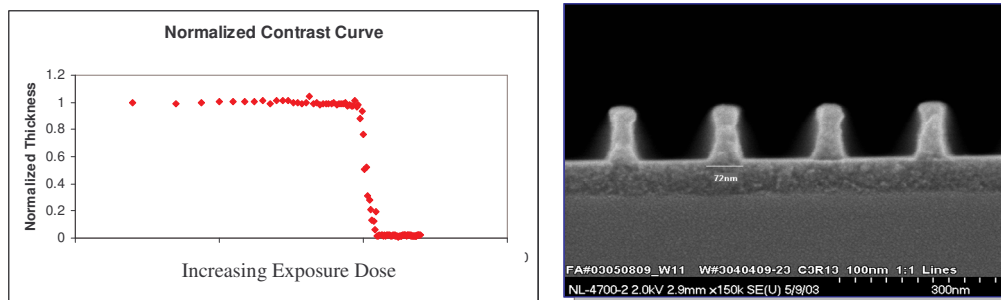 Normalized Contrast Curve
Normalized Thickness
1.2
1
0.8
0.6
0.4
0.2
0
Increasing Exposure Dose
72nm
FA#03050809_W11 W#3040409-23 C3R13 100nm 1:1 Lines
NL-4700-2 2.0kV 2.9mm x150k SE(U) 5/9/03 300nm